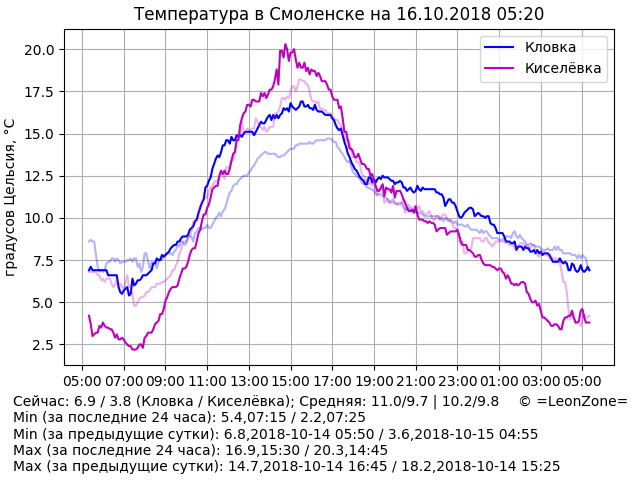 Температура в Смоленске на 16.10.2018 05:20
Кловка
Киселёвка
градусов Цельсия, °C
20.0
17.5
15.0
12.5
10.0
7.5
5.0
2.5
05:00 07:00 09:00 11:00 13:00 15:00 17:00 19:00 21:00 23:00 01:00 03:00 05:00
Сейчас: 6.9 / 3.8 (Кловка / Киселёвка); Средняя: 11.0/9.7 | 10.2/9.8 © =LeonZone=
Min (за последние 24 часа): 5.4,07:15 / 2.2,07:25
Min (за предыдущие сутки): 6.8,2018-10-14 05:50 / 3.6,2018-10-15 04:55
Max (за последние 24 часа): 16.9,15:30 / 20.3,14:45
Max (за предыдущие сутки): 14.7,2018-10-14 16:45 / 18.2,2018-10-14 15:25